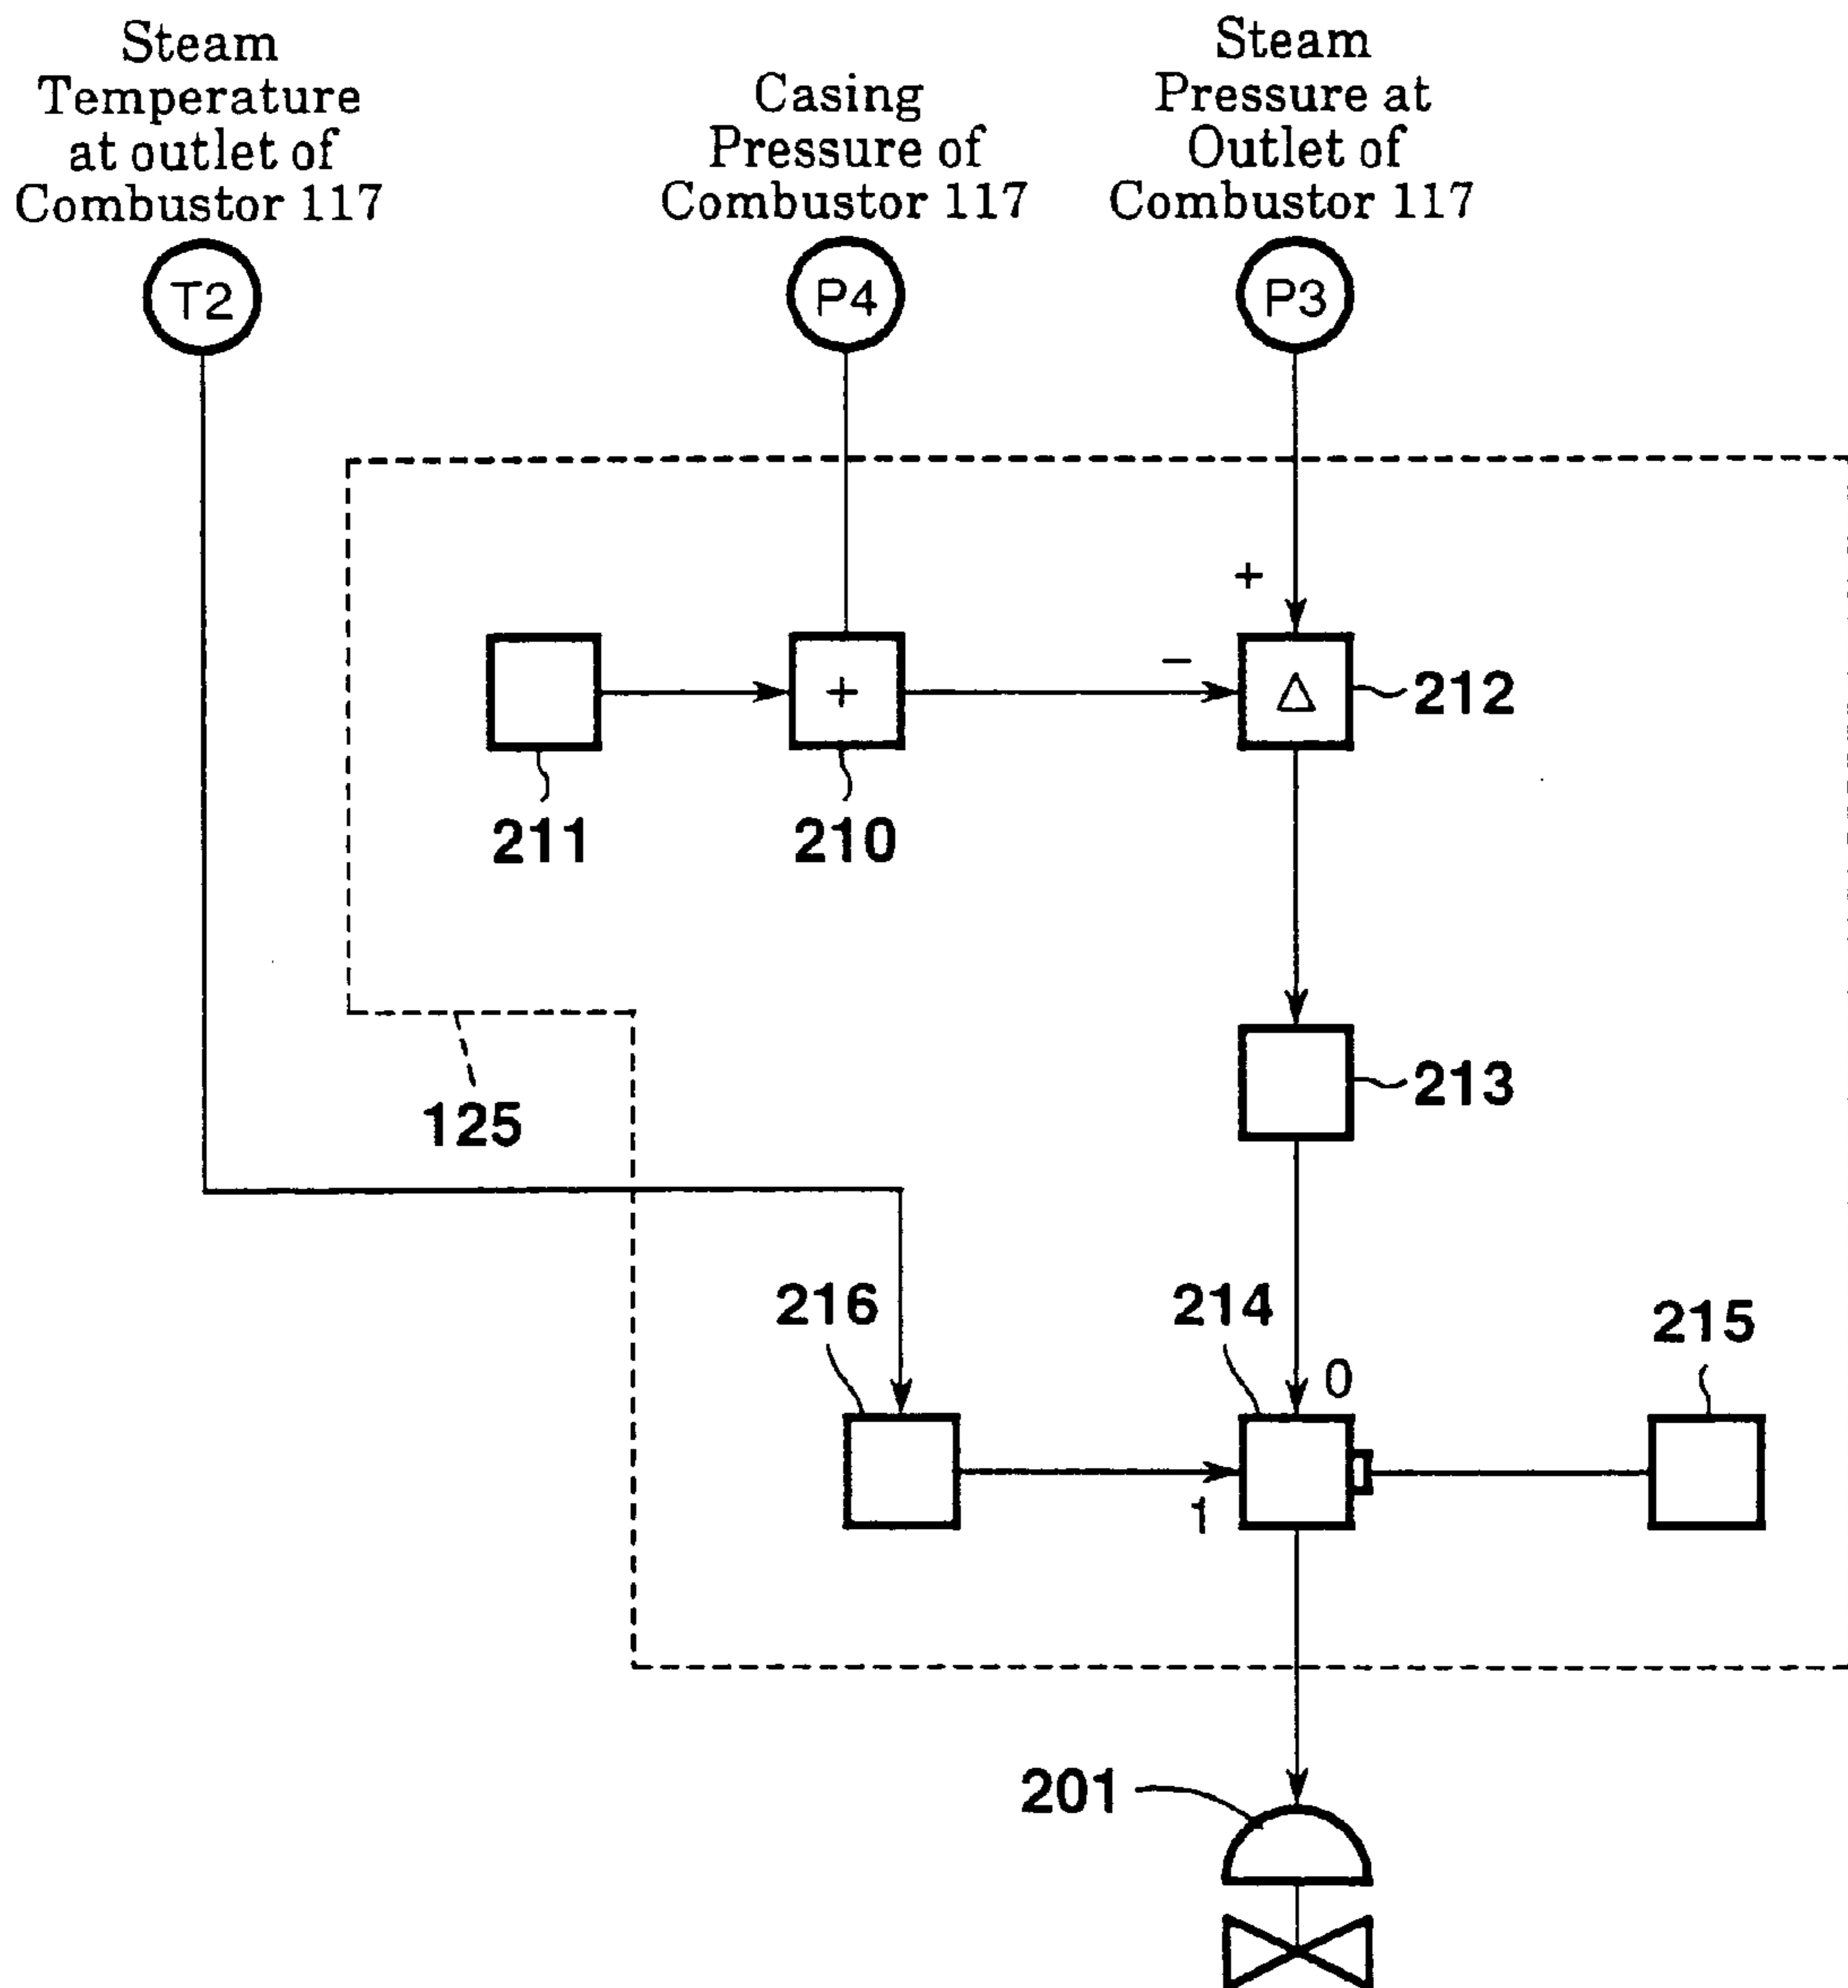 Steam
Temperature
at outlet of
Combustor 117
Casing
Pressure of
Combustor 117
Steam
Pressure at
Outlet of
Combustor 117
T2
P4
P3
+
−
+
Δ
212
211
210
213
125
216
214
215
0
1
201